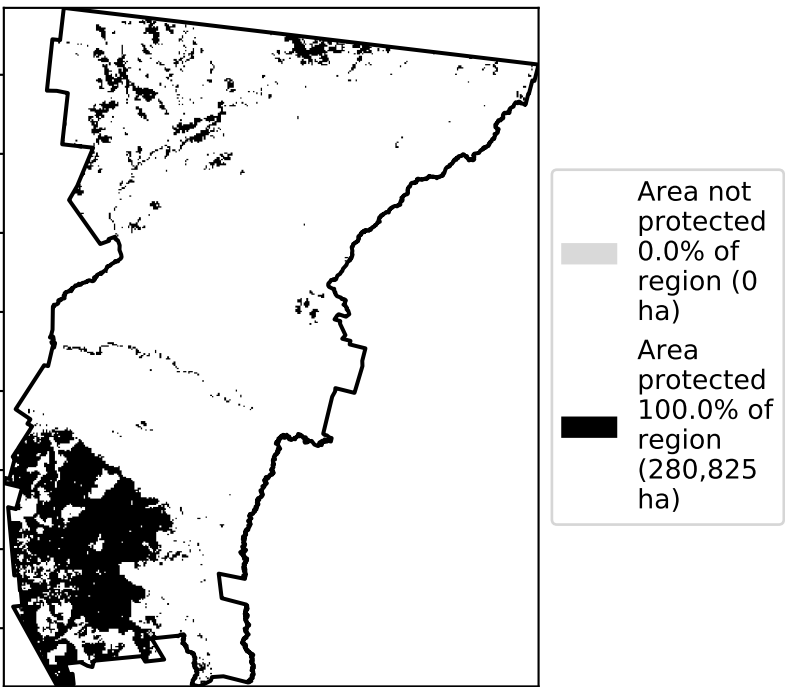 Area not
protected
0.0% of
region (0
ha)
Area
protected
100.0% of
region
(280,825
ha)